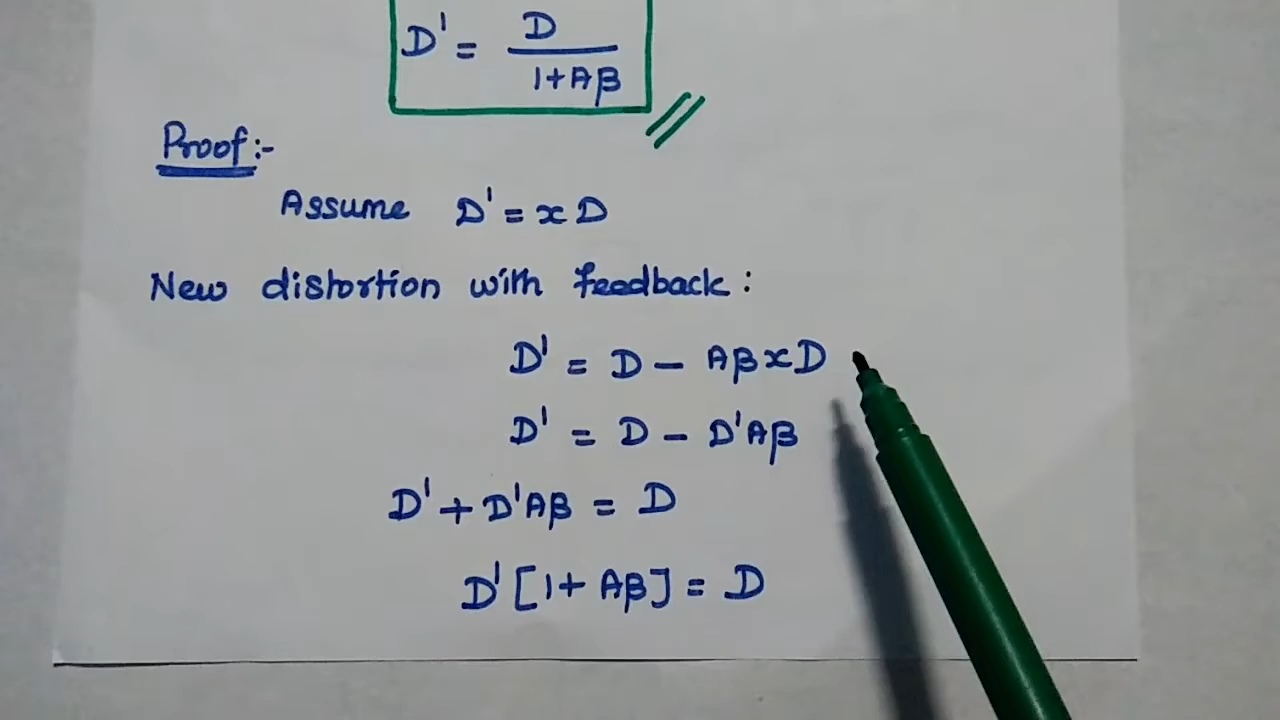 D' = D / 1+Aβ
Proof:-
Assume D' = xD
New distortion with feedback:
D' = D - AβxD
D' = D - D'Aβ
D' + D'Aβ = D
D' [1+ Aβ] = D